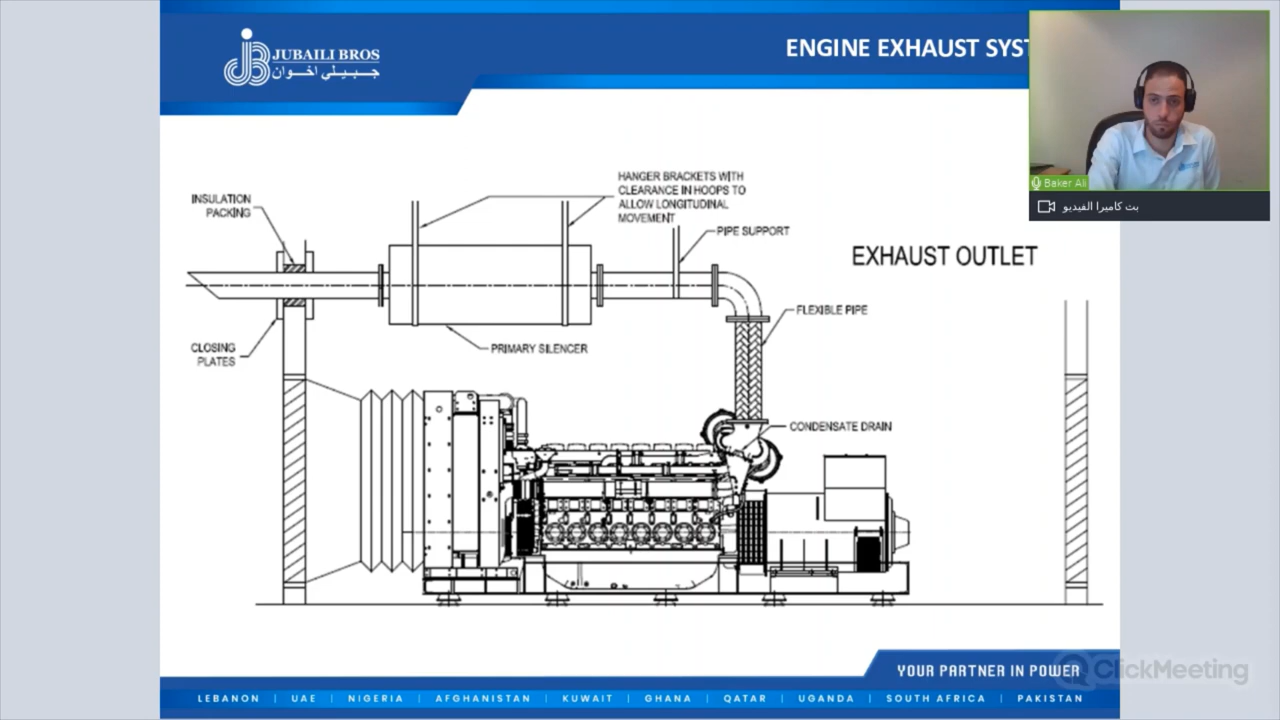 JUBAILI BROS
جبيلي اخوان
ENGINE EXHAUST SYST
Baker Ali
بث كاميرا الفيديو
INSULATION
PACKING
HANGER BRACKETS WITH
CLEARANCE IN HOOPS TO
ALLOW LONGITUDINAL
MOVEMENT
PIPE SUPPORT
EXHAUST OUTLET
FLEXIBLE PIPE
CLOSING
PLATES
PRIMARY SILENCER
CONDENSATE DRAIN
YOUR PARTNER IN POWER
ClickMeeting
LEBANON | UAE | NIGERIA | AFGHANISTAN | KUWAIT | GHANA | QATAR | UGANDA | SOUTH AFRICA | PAKISTAN